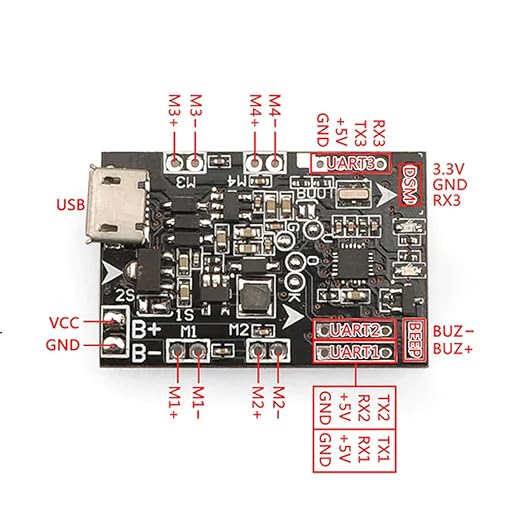 M3+
M3-
M4+
M4-
GND
+5V
TX3
RX3
UART3
M3
M4
BOOT
DSM
3.3V
GND
RX3
USB
2S
1S
VCC
B+
M1
M2
K
UART2
BEEP
BUZ-
GND
B-
UART1
BUZ+
M1+
M1-
M2+
M2-
GND
+5V
RX2
TX2
GND
+5V
RX1
TX1